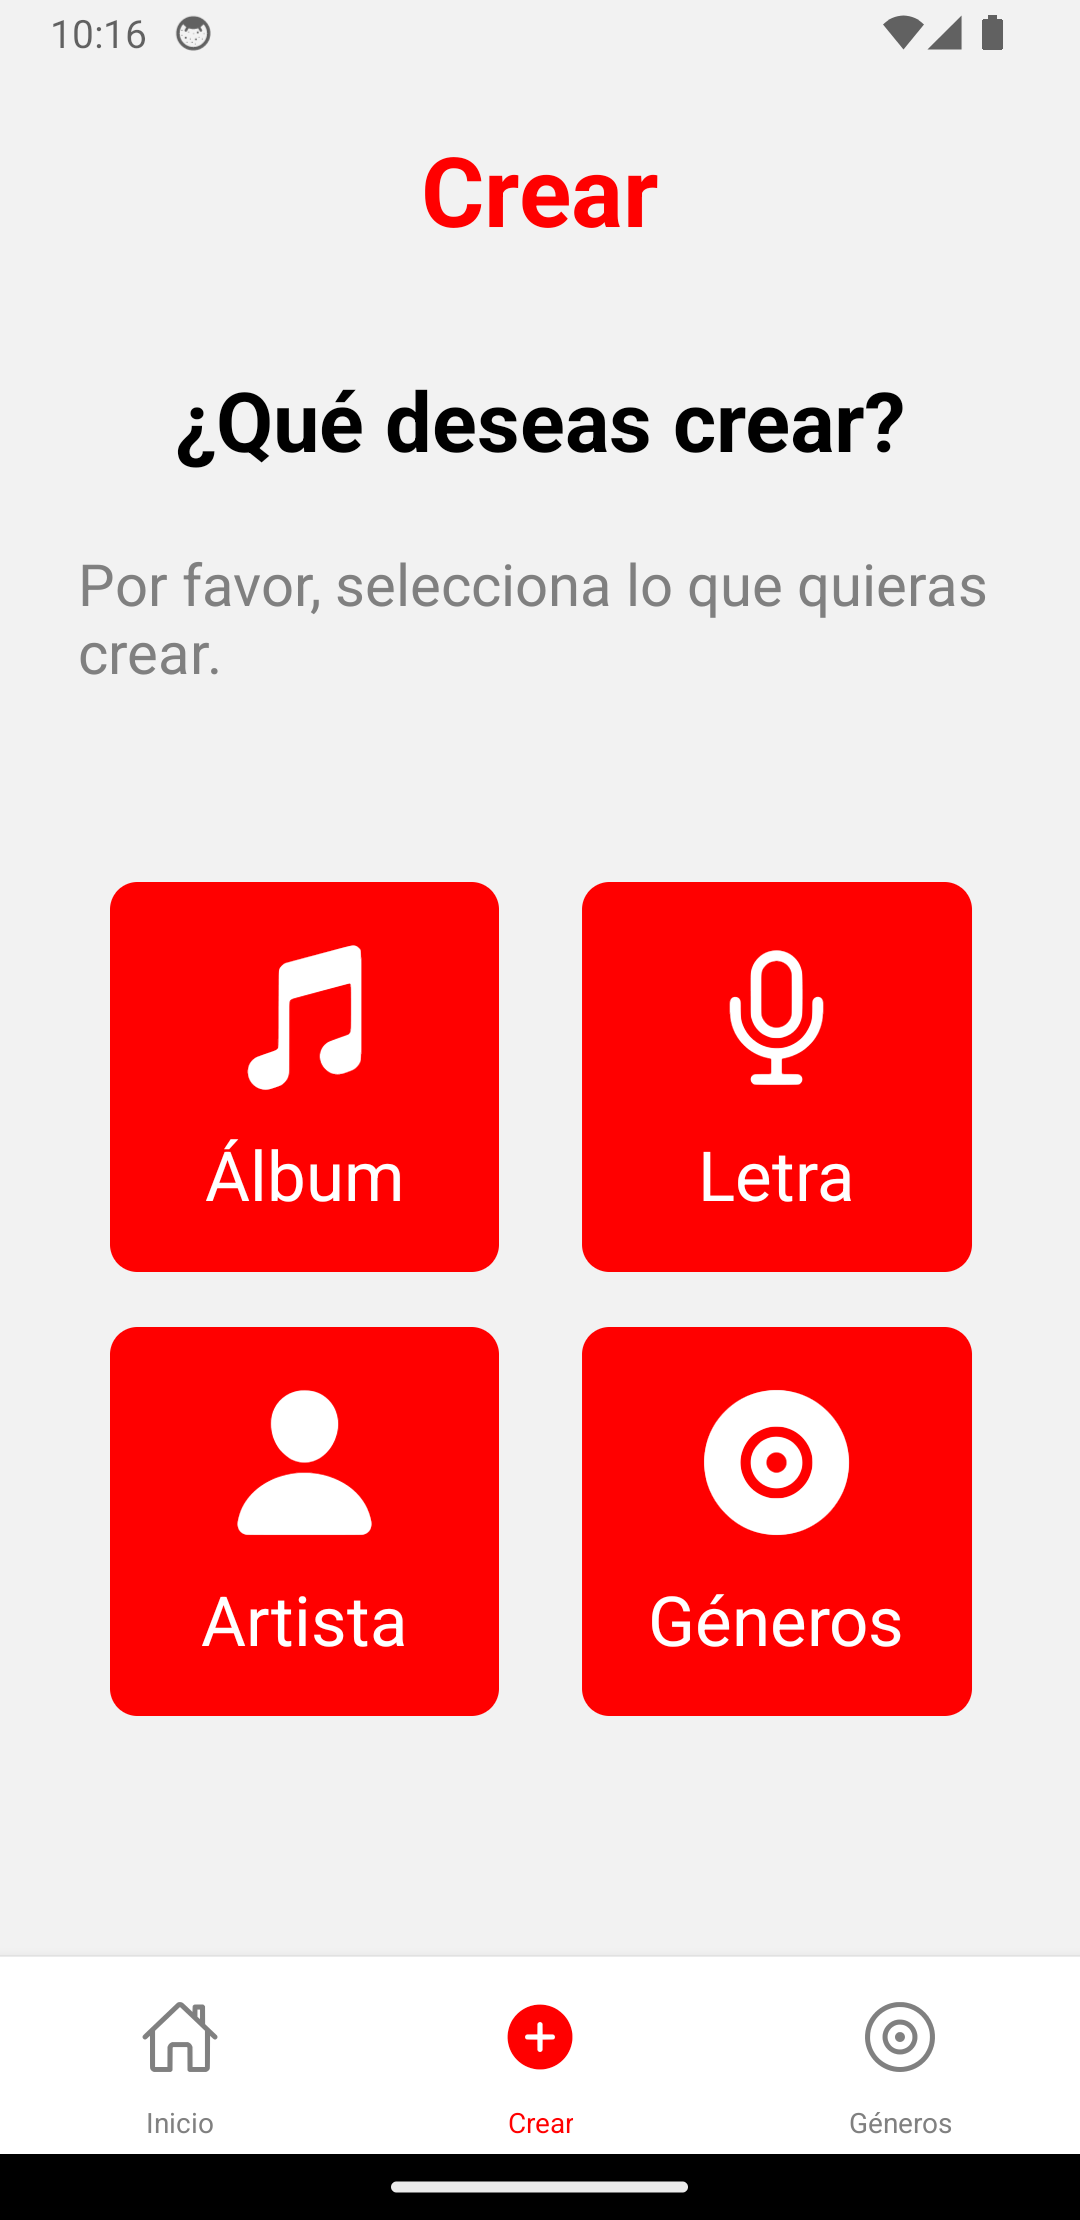 10:16
Crear
¿Qué deseas crear?
Por favor, selecciona lo que quieras
crear.
Álbum
Letra
Artista
Géneros
Inicio
Crear
Géneros